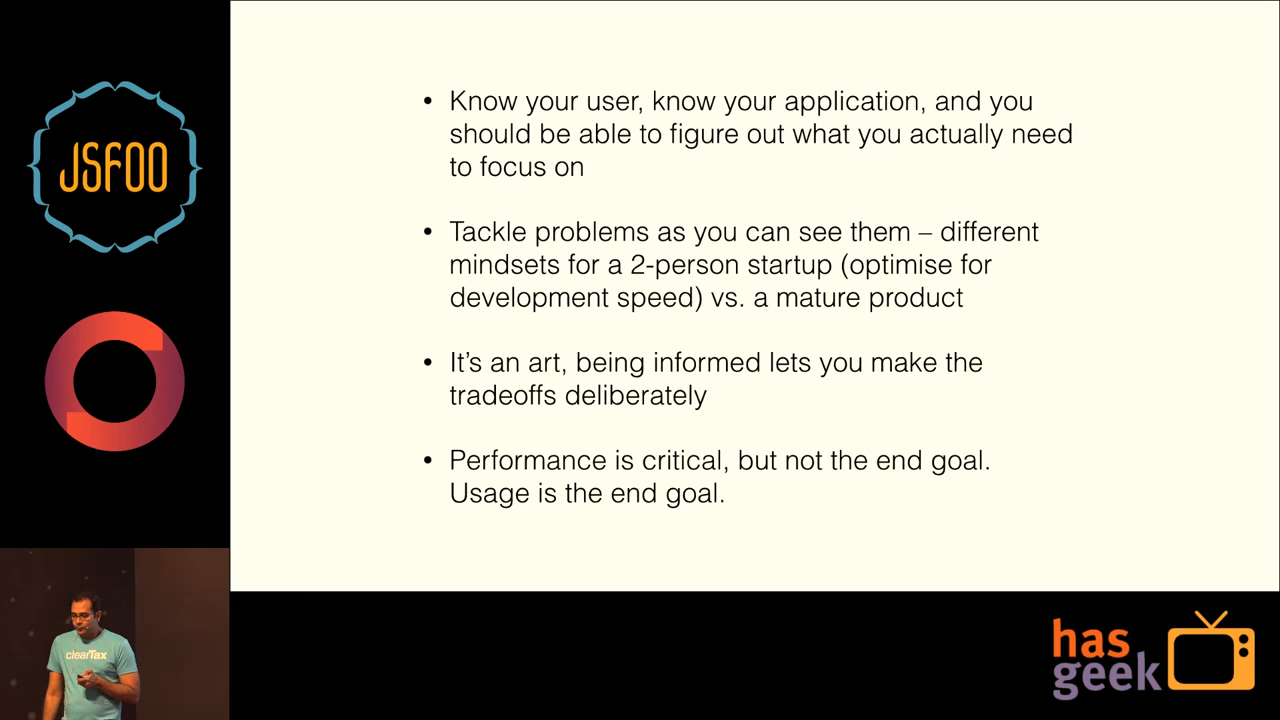 JSFOO
• Know your user, know your application, and you
should be able to figure out what you actually need
to focus on
• Tackle problems as you can see them – different
mindsets for a 2-person startup (optimise for
development speed) vs. a mature product
• It’s an art, being informed lets you make the
tradeoffs deliberately
• Performance is critical, but not the end goal.
Usage is the end goal.
clearTax
has
geek